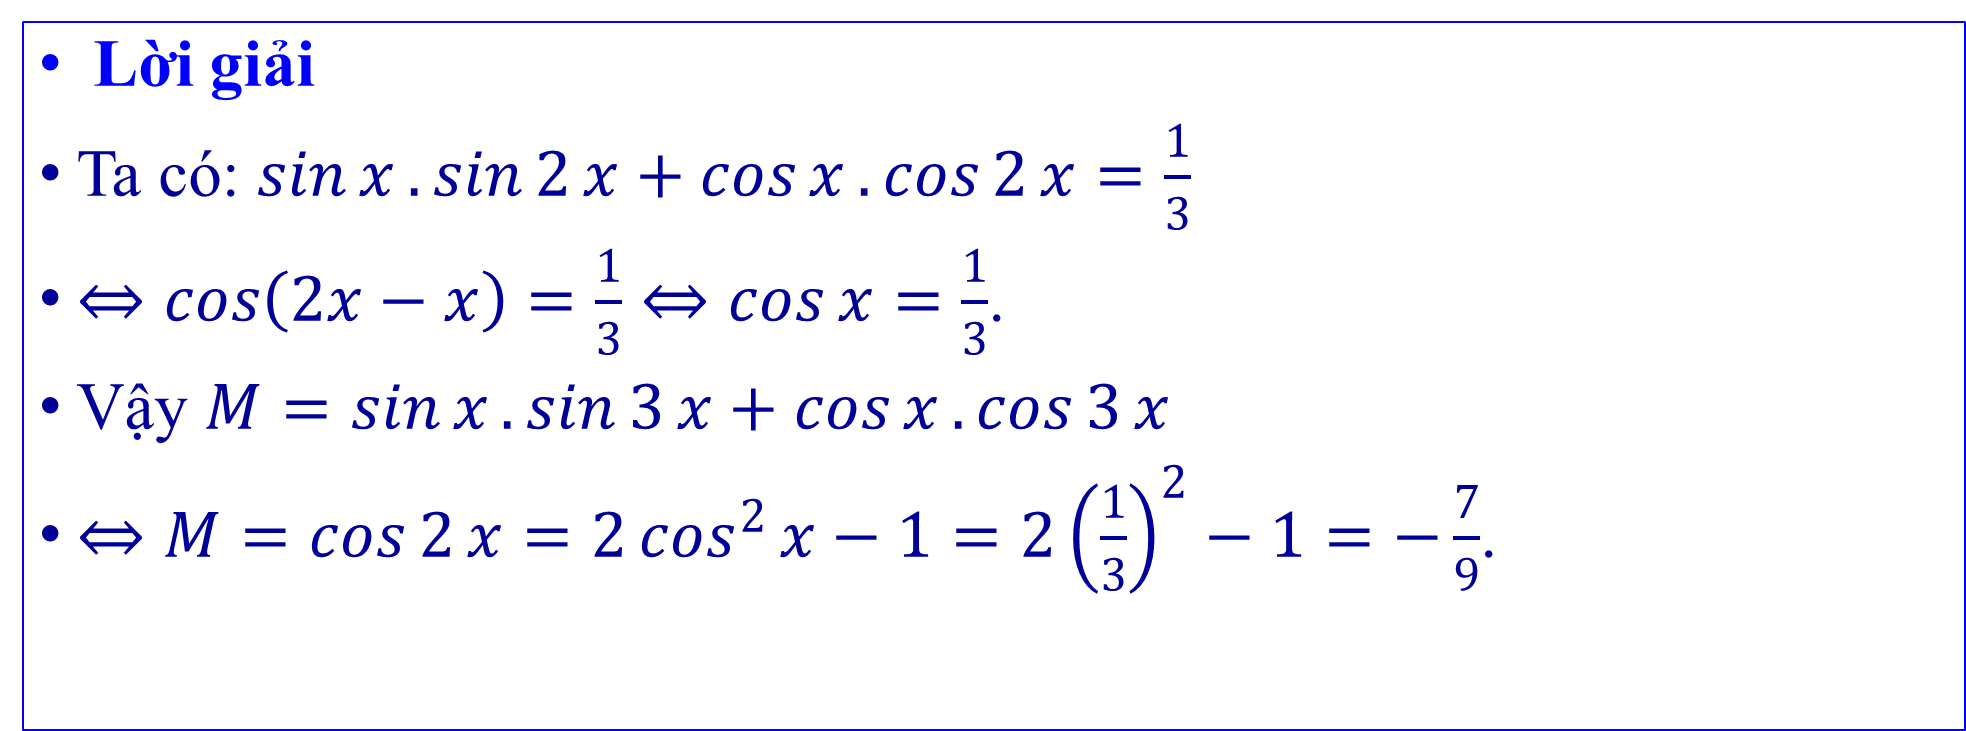 • Lời giải
• Ta có: sin x . sin 2 x + cos x . cos 2 x = 1/3
• ⇔ cos(2x − x) = 1/3 ⇔ cos x = 1/3.
• Vậy M = sin x . sin 3 x + cos x . cos 3 x
• ⇔ M = cos 2 x = 2 cos² x − 1 = 2 (1/3)² − 1 = − 7/9.